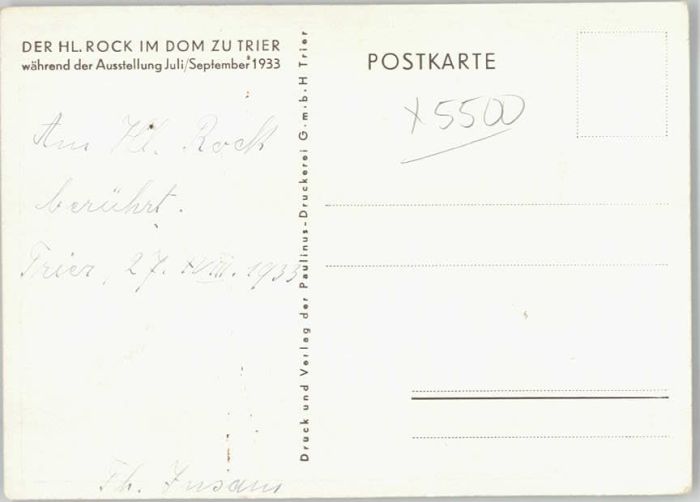 DER HL. ROCK IM DOM ZU TRIER
während der Ausstellung Juli/September 1933
Am Hl. Rock
berührt.
Trier, 27. VIII. 1933
Th.
Druck und Verlag der Paulinus-Druckerei G·m·b·H Trier
POSTKARTE
x5500